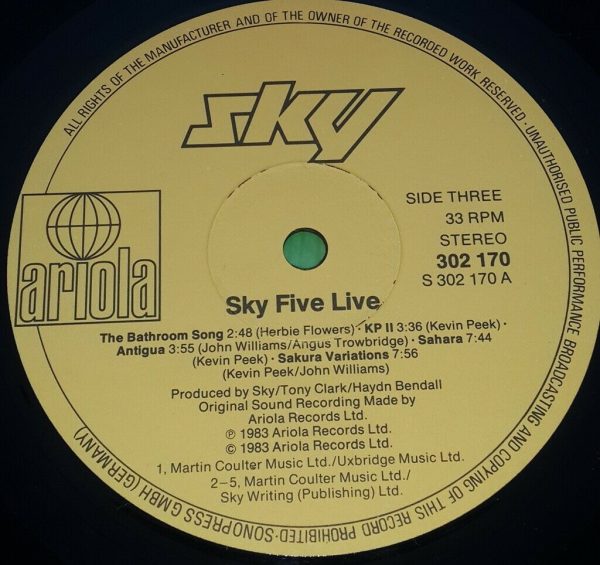 ALL RIGHTS OF THE MANUFACTURER AND OF THE OWNER OF THE RECORDED WORK RESERVED · UNAUTHORISED PUBLIC PERFORMANCE BROADCASTING AND COPYING OF THIS RECORD PROHIBITED · SONOPRESS GMBH (GERMANY)
sky
ariola
SIDE THREE
33 RPM
STEREO
302 170
S 302 170 A
Sky Five Live
The Bathroom Song 2:48 (Herbie Flowers) · KP II 3:36 (Kevin Peek) ·
Antigua 3:55 (John Williams/Angus Trowbridge) · Sahara 7:44
(Kevin Peek) · Sakura Variations 7:56
(Kevin Peek/John Williams)
Produced by Sky/Tony Clark/Haydn Bendall
Original Sound Recording Made by
Ariola Records Ltd.
℗ 1983 Ariola Records Ltd.
© 1983 Ariola Records Ltd.
1, Martin Coulter Music Ltd./Uxbridge Music Ltd.
2–5, Martin Coulter Music Ltd./
Sky Writing (Publishing) Ltd.